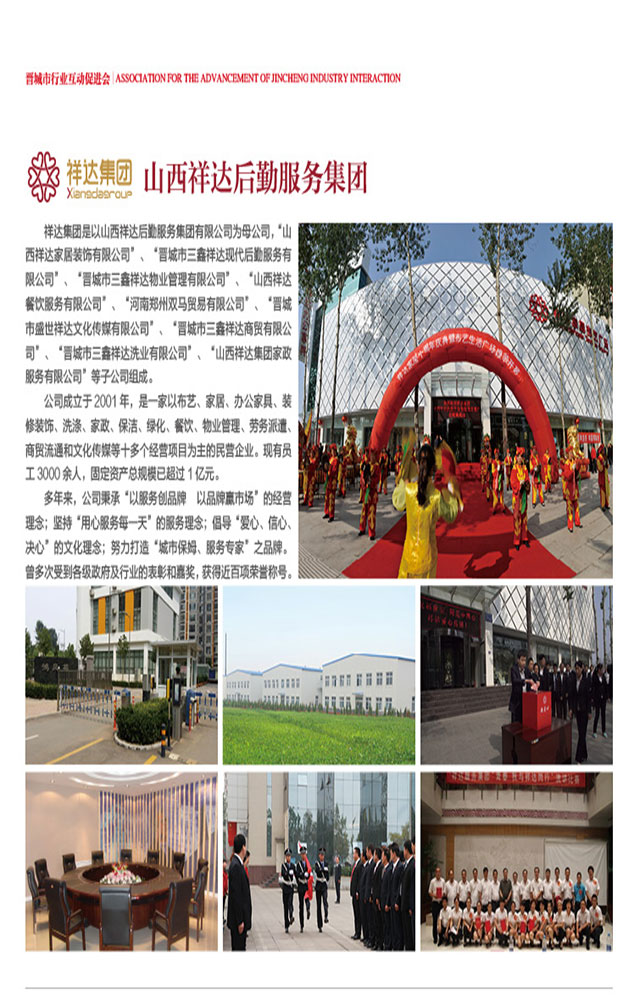 晋城市行业互动促进会 | ASSOCIATION FOR THE ADVANCEMENT OF JINCHENG INDUSTRY INTERACTION
祥达集团
Xiangdagroup
山西祥达后勤服务集团
祥达集团是以山西祥达后勤服务集团有限公司为母公司，“山
西祥达家居装饰有限公司”、“晋城市三鑫祥达现代后勤服务有
限公司”、“晋城市三鑫祥达物业管理有限公司”、“山西祥达
餐饮服务有限公司”、“河南郑州双马贸易有限公司”、“晋城
市盛世祥达文化传媒有限公司”、“晋城市三鑫祥达商贸有限公
司”、“晋城市三鑫祥达洗业有限公司”、“山西祥达集团家政
服务有限公司”等子公司组成。
公司成立于2001年，是一家以布艺、家居、办公家具、装
修装饰、洗涤、家政、保洁、绿化、餐饮、物业管理、劳务派遣、
商贸流通和文化传媒等十多个经营项目为主的民营企业。现有员
工3000余人，固定资产总规模已超过1亿元。
多年来，公司秉承“以服务创品牌 以品牌赢市场”的经营
理念；坚持“用心服务每一天”的服务理念；倡导“爱心、信心、
决心”的文化理念；努力打造“城市保姆、服务专家”之品牌。
曾多次受到各级政府及行业的表彰和嘉奖，获得近百项荣誉称号。